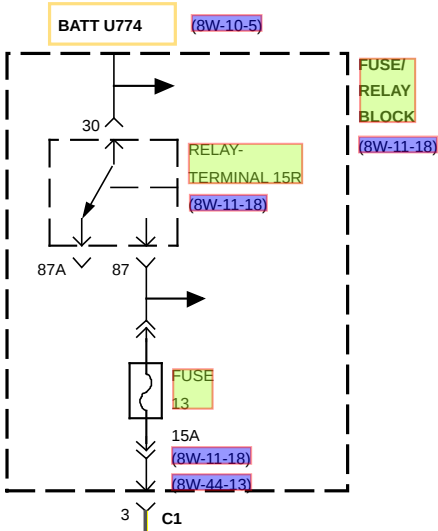 BATT U774
(8W-10-5)
FUSE/
RELAY
BLOCK
(8W-11-18)
30
RELAY-
TERMINAL 15R
(8W-11-18)
87A
87
FUSE
13
15A
(8W-11-18)
(8W-44-13)
3
C1